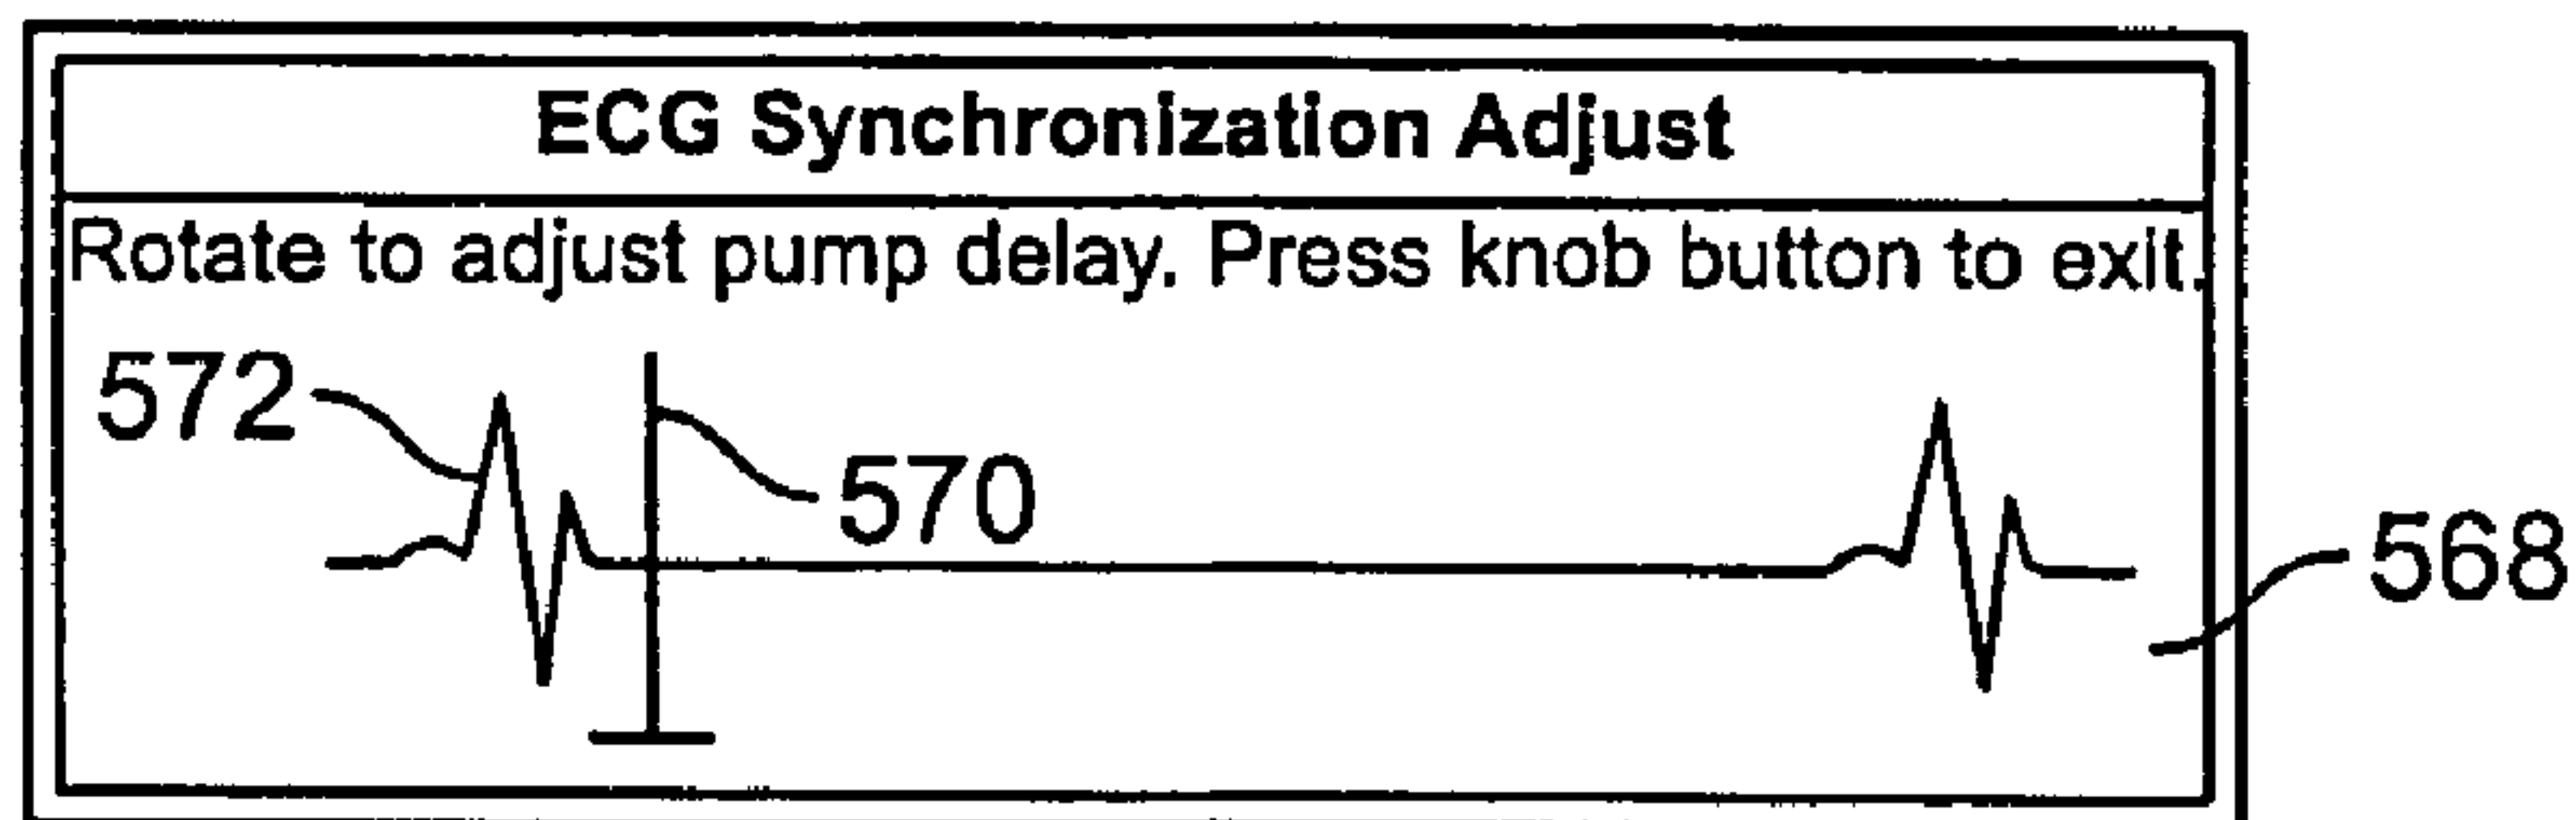 ECG Synchronization Adjust
Rotate to adjust pump delay. Press knob button to exit.
572
570
568